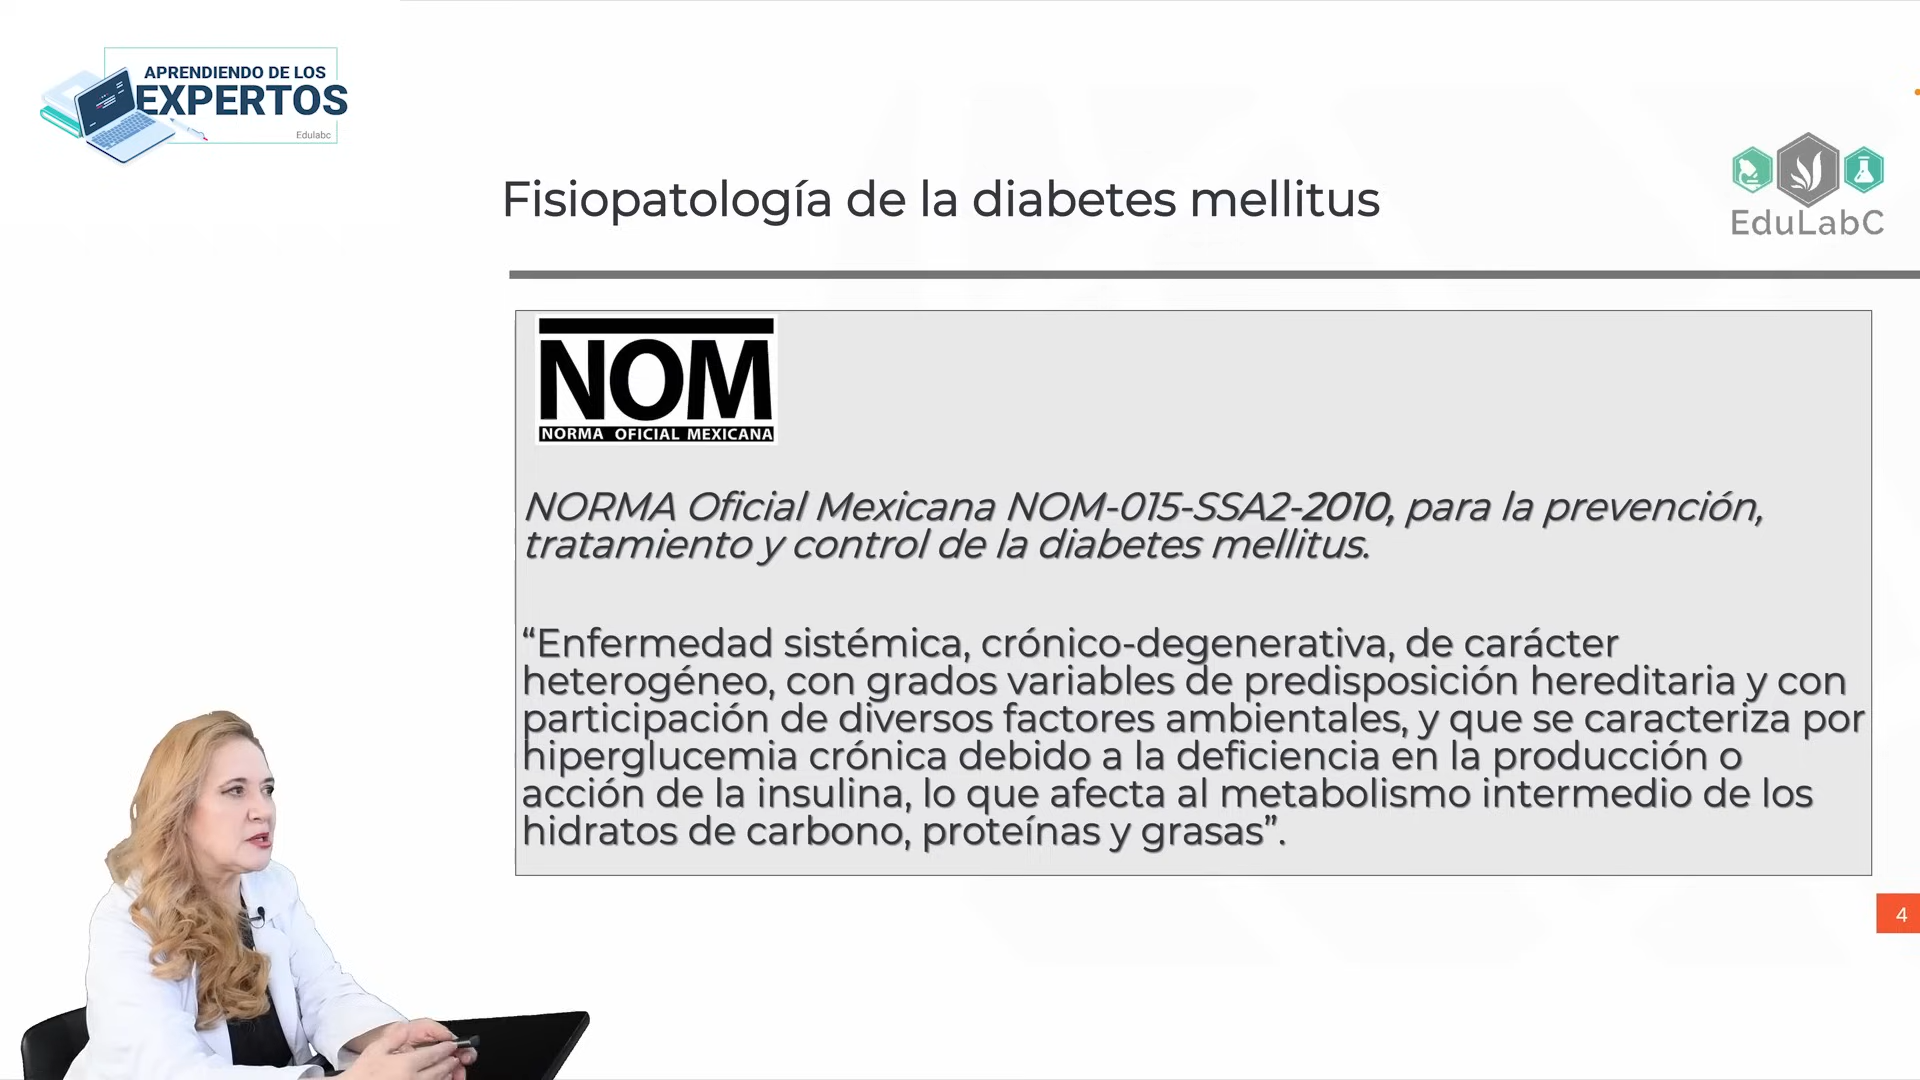 APRENDIENDO DE LOS
EXPERTOS
Edulabc
Fisiopatología de la diabetes mellitus
EduLabC
NOM
NORMA OFICIAL MEXICANA
NORMA Oficial Mexicana NOM-015-SSA2-2010, para la prevención,
tratamiento y control de la diabetes mellitus.
“Enfermedad sistémica, crónico-degenerativa, de carácter
heterogéneo, con grados variables de predisposición hereditaria y con
participación de diversos factores ambientales, y que se caracteriza por
hiperglucemia crónica debido a la deficiencia en la producción o
acción de la insulina, lo que afecta al metabolismo intermedio de los
hidratos de carbono, proteínas y grasas”.
4